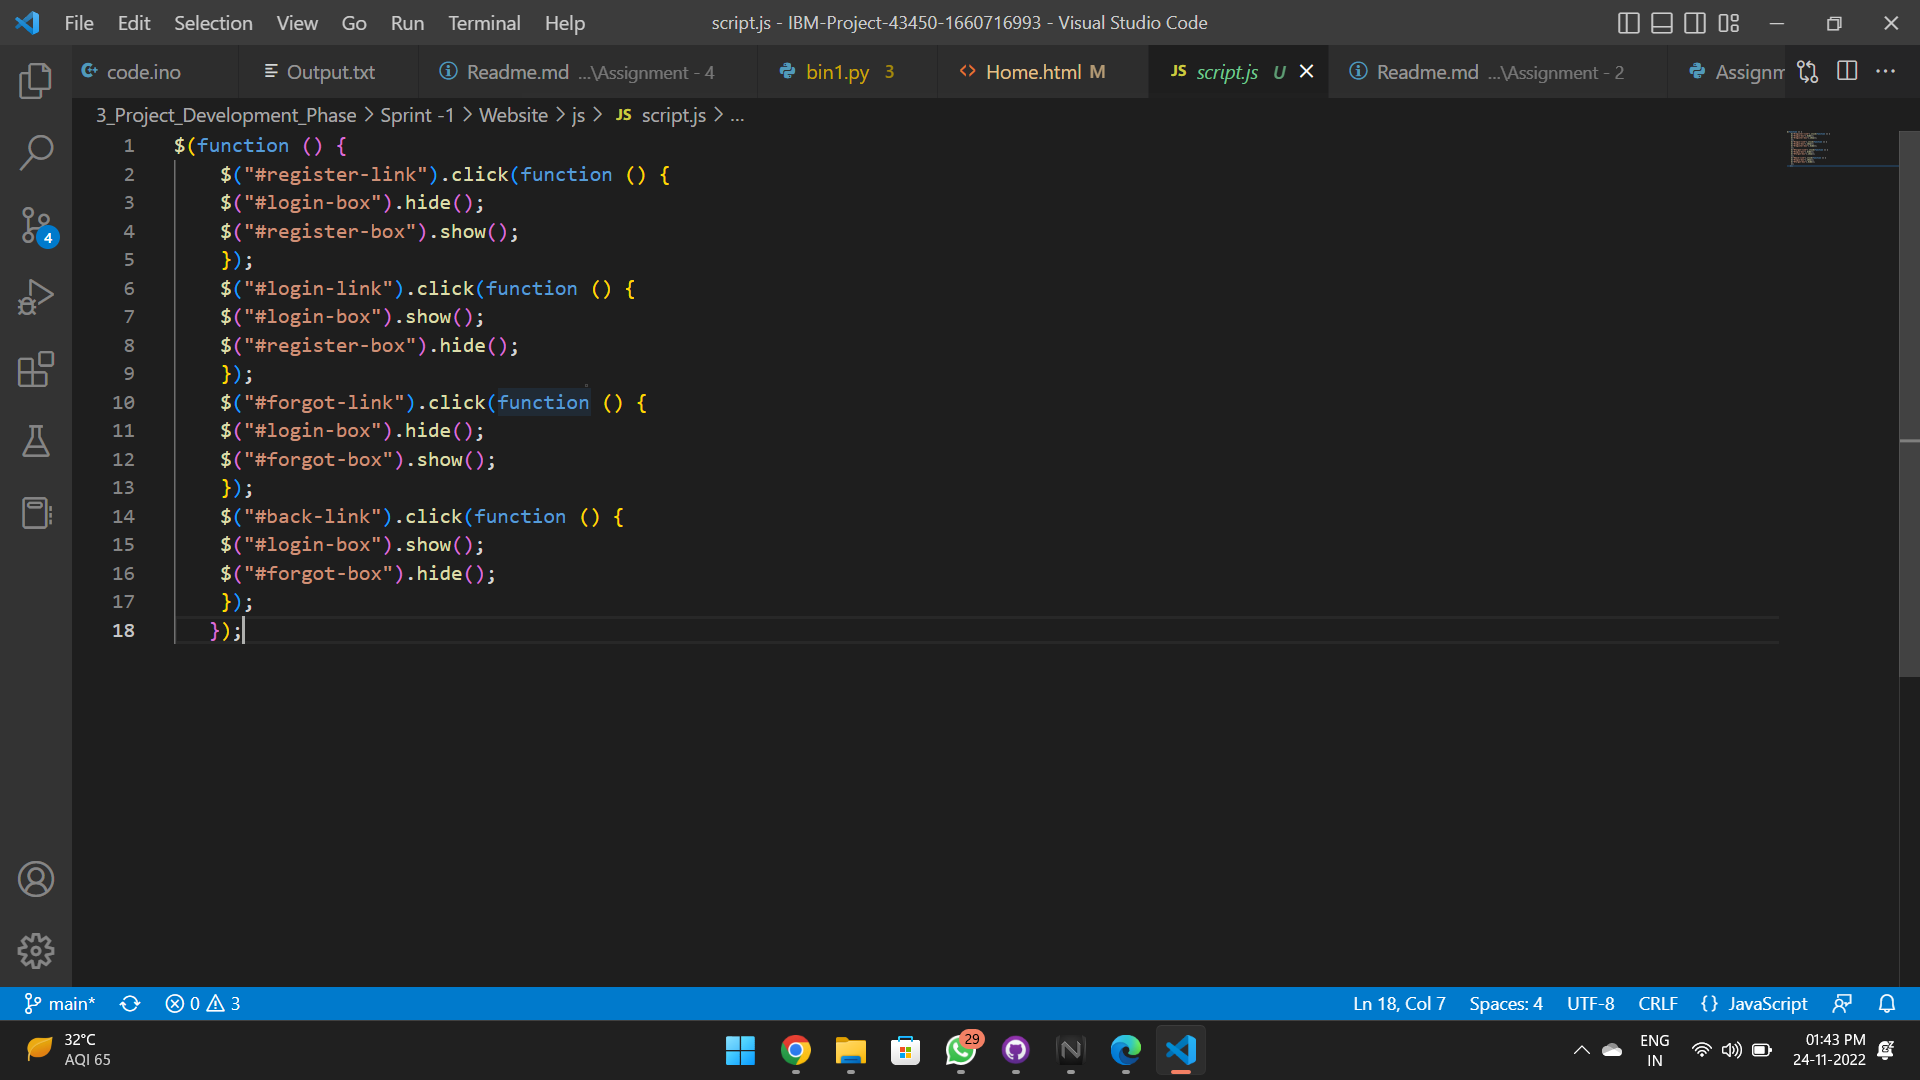 File Edit Selection View Go Run Terminal Help script.js - IBM-Project-43450-1660716993 - Visual Studio Code
code.ino Output.txt Readme.md ...\Assignment - 4 bin1.py 3 Home.html M JS script.js U Readme.md ...\Assignment - 2 Assignm
3_Project_Development_Phase > Sprint -1 > Website > js > JS script.js > ...
1 $(function () {
2 $("#register-link").click(function () {
3 $("#login-box").hide();
4 $("#register-box").show();
5 });
6 $("#login-link").click(function () {
7 $("#login-box").show();
8 $("#register-box").hide();
9 });
10 $("#forgot-link").click(function () {
11 $("#login-box").hide();
12 $("#forgot-box").show();
13 });
14 $("#back-link").click(function () {
15 $("#login-box").show();
16 $("#forgot-box").hide();
17 });
18 });
4
main* 0 3 Ln 18, Col 7 Spaces: 4 UTF-8 CRLF {} JavaScript
32°C
AQI 65
29
ENG
IN
01:43 PM
24-11-2022